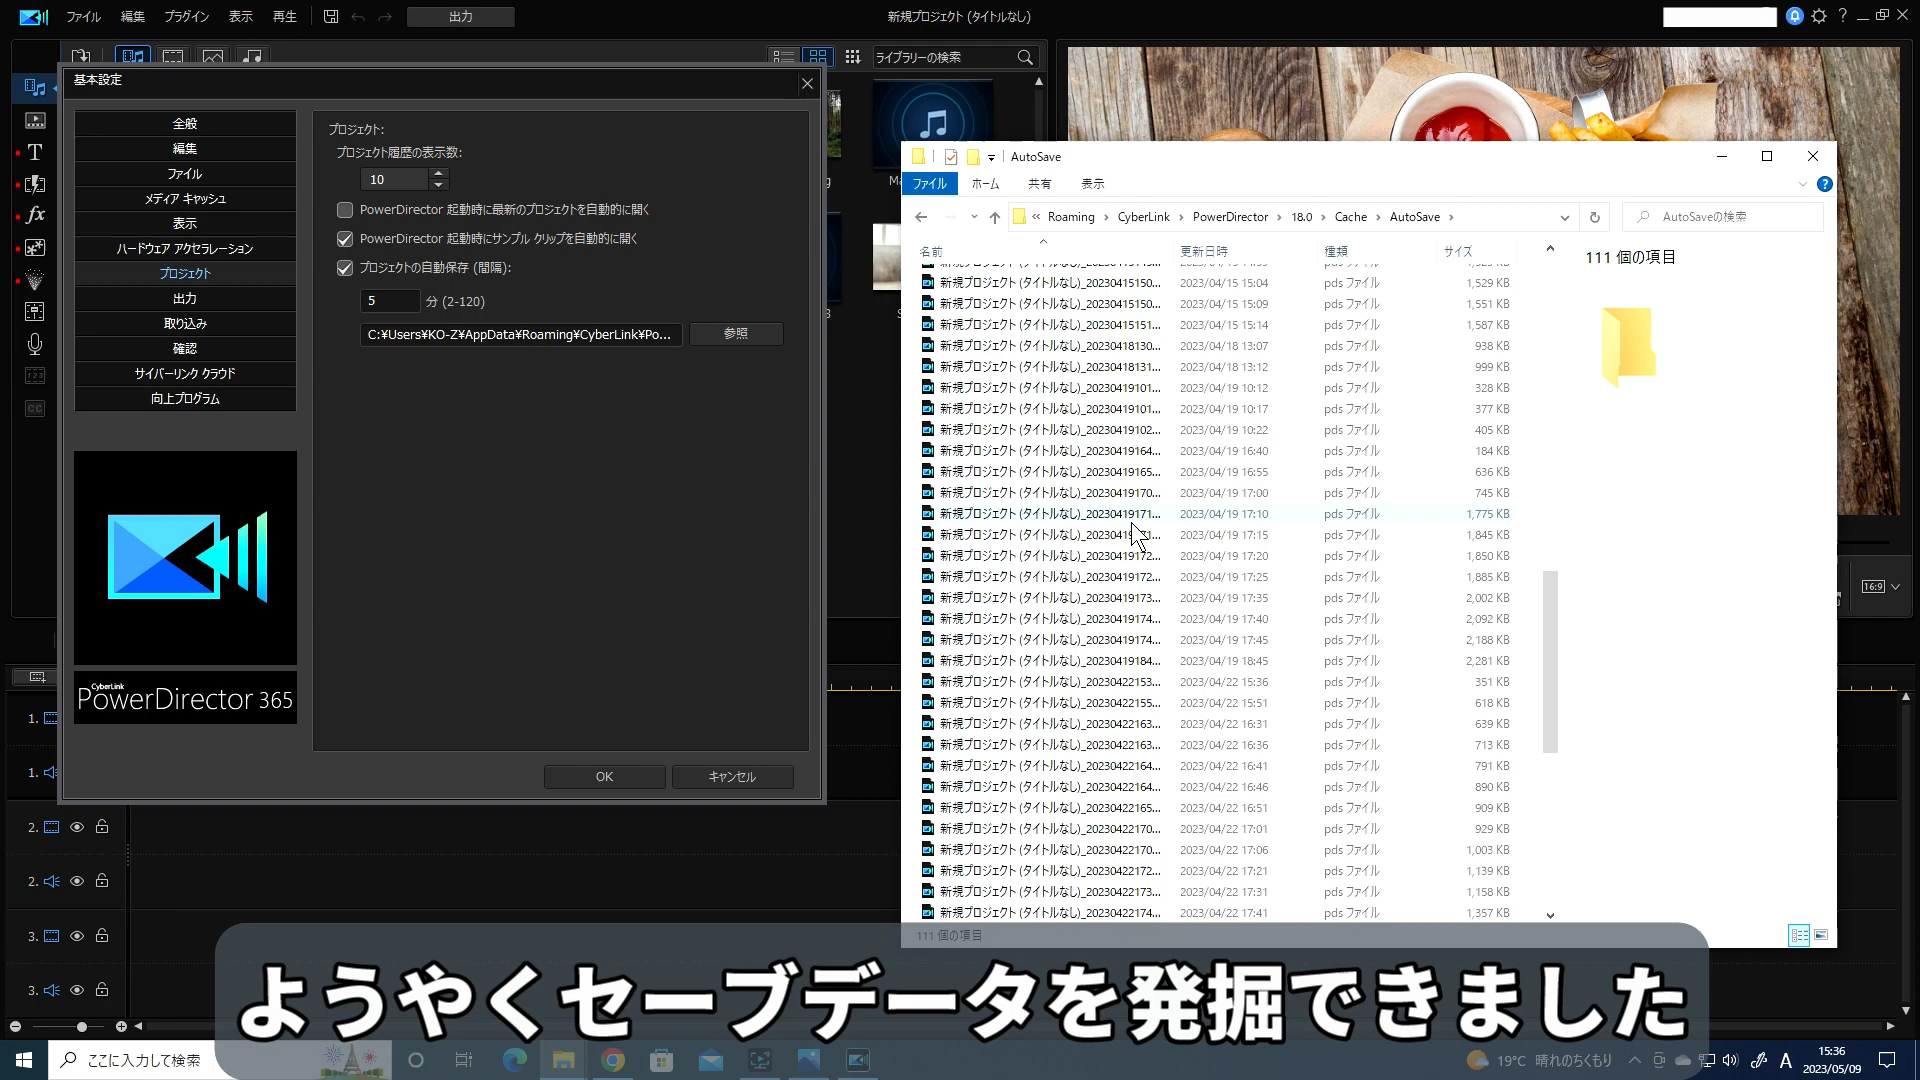 ファイル 編集 プラグイン 表示 再生 出力 新規プロジェクト (タイトルなし)
ライブラリーの検索
基本設定
全般
編集
ファイル
メディア キャッシュ
表示
ハードウェア アクセラレーション
プロジェクト
出力
取り込み
確認
サイバーリンク クラウド
向上プログラム
CyberLink
PowerDirector 365
プロジェクト:
プロジェクト履歴の表示数:
10
PowerDirector 起動時に最新のプロジェクトを自動的に開く
PowerDirector 起動時にサンプル クリップを自動的に開く
プロジェクトの自動保存 (間隔):
5 分 (2-120)
C:¥Users¥KO-Z¥AppData¥Roaming¥CyberLink¥Po... 参照
OK キャンセル
AutoSave
ファイル ホーム 共有 表示
« Roaming › CyberLink › PowerDirector › 18.0 › Cache › AutoSave › AutoSaveの検索
名前 更新日時 種類 サイズ
111 個の項目
新規プロジェクト (タイトルなし)_20230415150... 2023/04/15 15:04 pds ファイル 1,529 KB
新規プロジェクト (タイトルなし)_20230415150... 2023/04/15 15:09 pds ファイル 1,551 KB
新規プロジェクト (タイトルなし)_20230415151... 2023/04/15 15:14 pds ファイル 1,587 KB
新規プロジェクト (タイトルなし)_20230418130... 2023/04/18 13:07 pds ファイル 938 KB
新規プロジェクト (タイトルなし)_20230418131... 2023/04/18 13:12 pds ファイル 999 KB
新規プロジェクト (タイトルなし)_20230419101... 2023/04/19 10:12 pds ファイル 328 KB
新規プロジェクト (タイトルなし)_20230419101... 2023/04/19 10:17 pds ファイル 377 KB
新規プロジェクト (タイトルなし)_20230419102... 2023/04/19 10:22 pds ファイル 405 KB
新規プロジェクト (タイトルなし)_20230419164... 2023/04/19 16:40 pds ファイル 184 KB
新規プロジェクト (タイトルなし)_20230419165... 2023/04/19 16:55 pds ファイル 636 KB
新規プロジェクト (タイトルなし)_20230419170... 2023/04/19 17:00 pds ファイル 745 KB
新規プロジェクト (タイトルなし)_20230419171... 2023/04/19 17:10 pds ファイル 1,775 KB
新規プロジェクト (タイトルなし)_2023041 2023/04/19 17:15 pds ファイル 1,845 KB
新規プロジェクト (タイトルなし)_20230419172... 2023/04/19 17:20 pds ファイル 1,850 KB
新規プロジェクト (タイトルなし)_20230419172... 2023/04/19 17:25 pds ファイル 1,885 KB
新規プロジェクト (タイトルなし)_20230419173... 2023/04/19 17:35 pds ファイル 2,002 KB
新規プロジェクト (タイトルなし)_20230419174... 2023/04/19 17:40 pds ファイル 2,092 KB
新規プロジェクト (タイトルなし)_20230419174... 2023/04/19 17:45 pds ファイル 2,188 KB
新規プロジェクト (タイトルなし)_20230419184... 2023/04/19 18:45 pds ファイル 2,281 KB
新規プロジェクト (タイトルなし)_20230422153... 2023/04/22 15:36 pds ファイル 351 KB
新規プロジェクト (タイトルなし)_20230422155... 2023/04/22 15:51 pds ファイル 618 KB
新規プロジェクト (タイトルなし)_20230422163... 2023/04/22 16:31 pds ファイル 639 KB
新規プロジェクト (タイトルなし)_20230422163... 2023/04/22 16:36 pds ファイル 713 KB
新規プロジェクト (タイトルなし)_20230422164... 2023/04/22 16:41 pds ファイル 791 KB
新規プロジェクト (タイトルなし)_20230422164... 2023/04/22 16:46 pds ファイル 890 KB
新規プロジェクト (タイトルなし)_20230422165... 2023/04/22 16:51 pds ファイル 909 KB
新規プロジェクト (タイトルなし)_20230422170... 2023/04/22 17:01 pds ファイル 929 KB
新規プロジェクト (タイトルなし)_20230422170... 2023/04/22 17:06 pds ファイル 1,003 KB
新規プロジェクト (タイトルなし)_20230422172... 2023/04/22 17:21 pds ファイル 1,139 KB
新規プロジェクト (タイトルなし)_20230422173... 2023/04/22 17:31 pds ファイル 1,158 KB
新規プロジェクト (タイトルなし)_20230422174... 2023/04/22 17:41 pds ファイル 1,357 KB
111 個の項目
16:9
1.
1.
2.
2.
3.
3.
ようやくセーブデータを発掘できました
ここに入力して検索
19°C 晴れのちくもり
A
15:36
2023/05/09